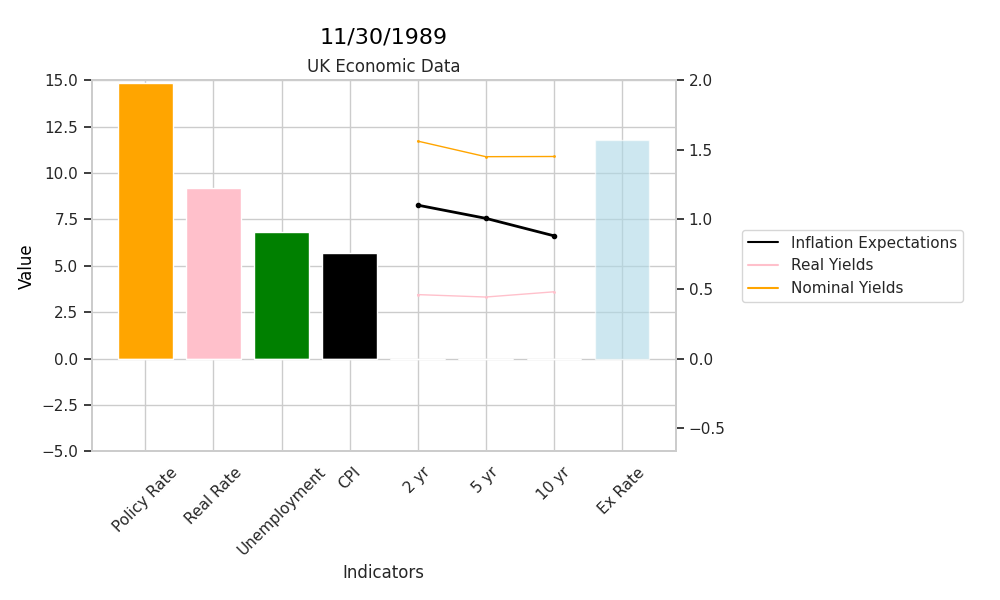 11/30/1989
UK Economic Data
15.0
12.5
10.0
7.5
5.0
2.5
0.0
−2.5
−5.0
Value
2.0
1.5
1.0
0.5
0.0
−0.5
Inflation Expectations
Real Yields
Nominal Yields
Policy Rate
Real Rate
Unemployment
CPI
2 yr
5 yr
10 yr
Ex Rate
Indicators